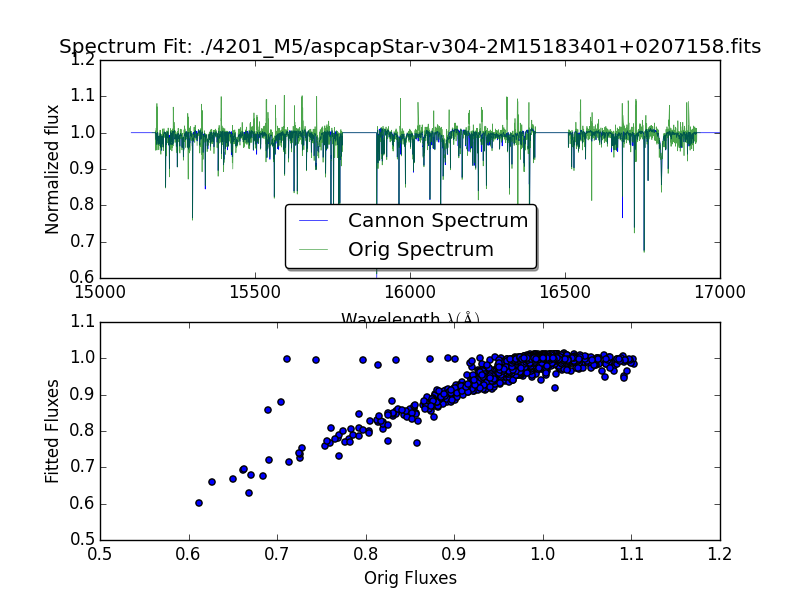 Spectrum Fit: ./4201_M5/aspcapStar-v304-2M15183401+0207158.fits
1.2
1.1
1.0
0.9
0.8
0.7
0.6
Normalized flux
Cannon Spectrum
Orig Spectrum
15000 15500 16000 16500 17000
Wavelength λ(Å)
1.1
1.0
0.9
0.8
0.7
0.6
0.5
Fitted Fluxes
0.5 0.6 0.7 0.8 0.9 1.0 1.1 1.2
Orig Fluxes